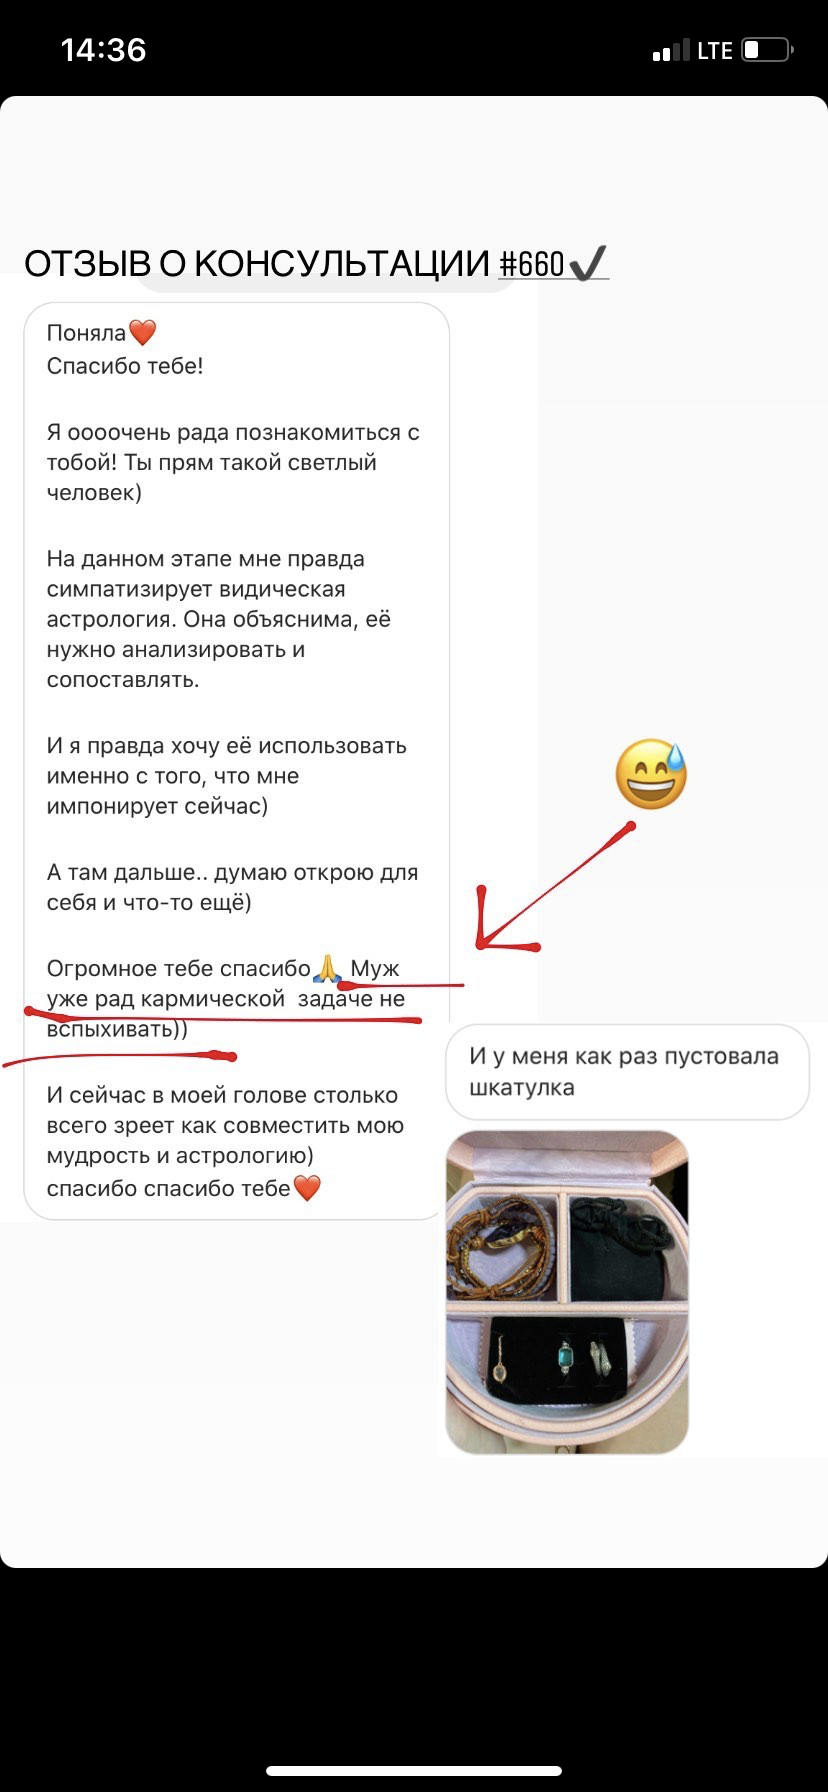 14:36
LTE
ОТЗЫВ О КОНСУЛЬТАЦИИ #660✔
Поняла❤️
Спасибо тебе!
Я оооочень рада познакомиться с
тобой! Ты прям такой светлый
человек)
На данном этапе мне правда
симпатизирует видическая
астрология. Она объяснима, её
нужно анализировать и
сопоставлять.
И я правда хочу её использовать
именно с того, что мне
импонирует сейчас)
А там дальше.. думаю открою для
себя и что-то ещё)
Огромное тебе спасибо🙏 Муж
уже рад кармической  задаче не
вспыхивать))
И сейчас в моей голове столько
всего зреет как совместить мою
мудрость и астрологию)
спасибо спасибо тебе❤️
И у меня как раз пустовала
шкатулка